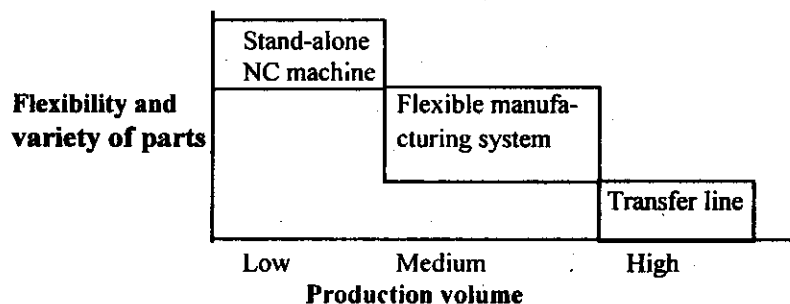 Stand-alone
NC machine
Flexibility and
variety of parts
Flexible manufa-
cturing system
Transfer line
Low Medium High
Production volume